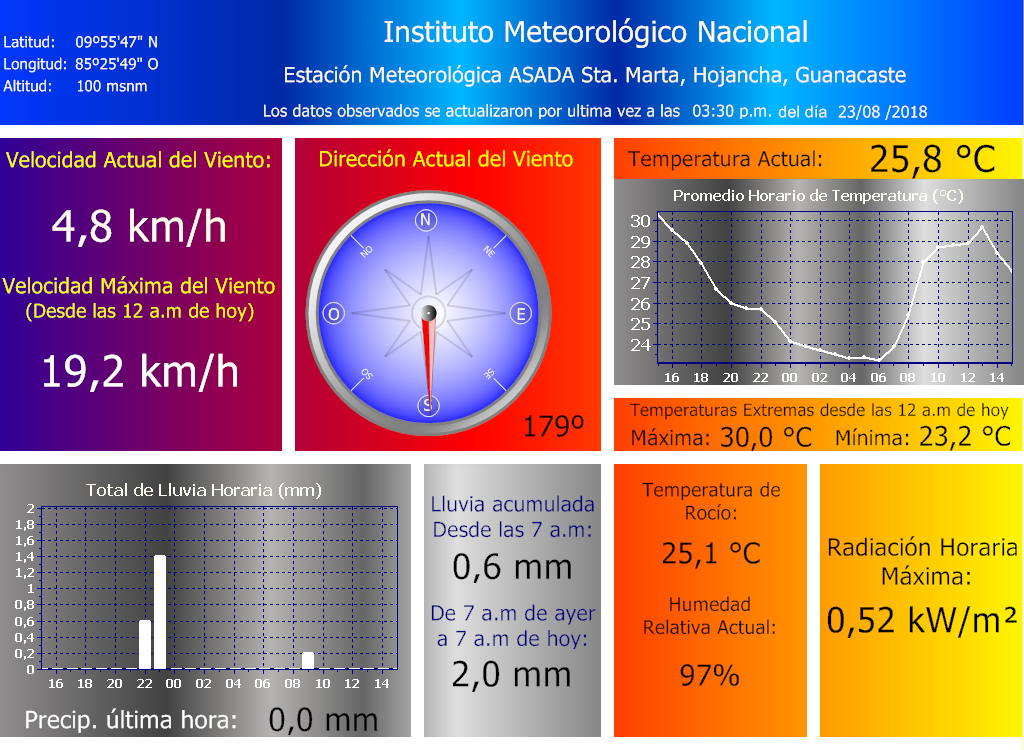 Instituto Meteorológico Nacional
Latitud: 09º55'47" N
Longitud: 85º25'49" O
Altitud: 100 msnm
Estación Meteorológica ASADA Sta. Marta, Hojancha, Guanacaste
Los datos observados se actualizaron por ultima vez a las 03:30 p.m. del día 23/08 /2018
Velocidad Actual del Viento:
4,8 km/h
Velocidad Máxima del Viento
(Desde las 12 a.m de hoy)
19,2 km/h
Dirección Actual del Viento
N
NO
NE
O
E
SO
SE
S
179º
Temperatura Actual: 25,8 °C
Promedio Horario de Temperatura (°C)
30
29
28
27
26
25
24
16 18 20 22 00 02 04 06 08 10 12 14
Temperaturas Extremas desde las 12 a.m de hoy
Máxima: 30,0 °C Mínima: 23,2 °C
Total de Lluvia Horaria (mm)
2
1,8
1,6
1,4
1,2
1
0,8
0,6
0,4
0,2
0
16 18 20 22 00 02 04 06 08 10 12 14
Precip. última hora: 0,0 mm
Lluvia acumulada
Desde las 7 a.m:
0,6 mm
De 7 a.m de ayer
a 7 a.m de hoy:
2,0 mm
Temperatura de
Rocío:
25,1 °C
Humedad
Relativa Actual:
97%
Radiación Horaria
Máxima:
0,52 kW/m²